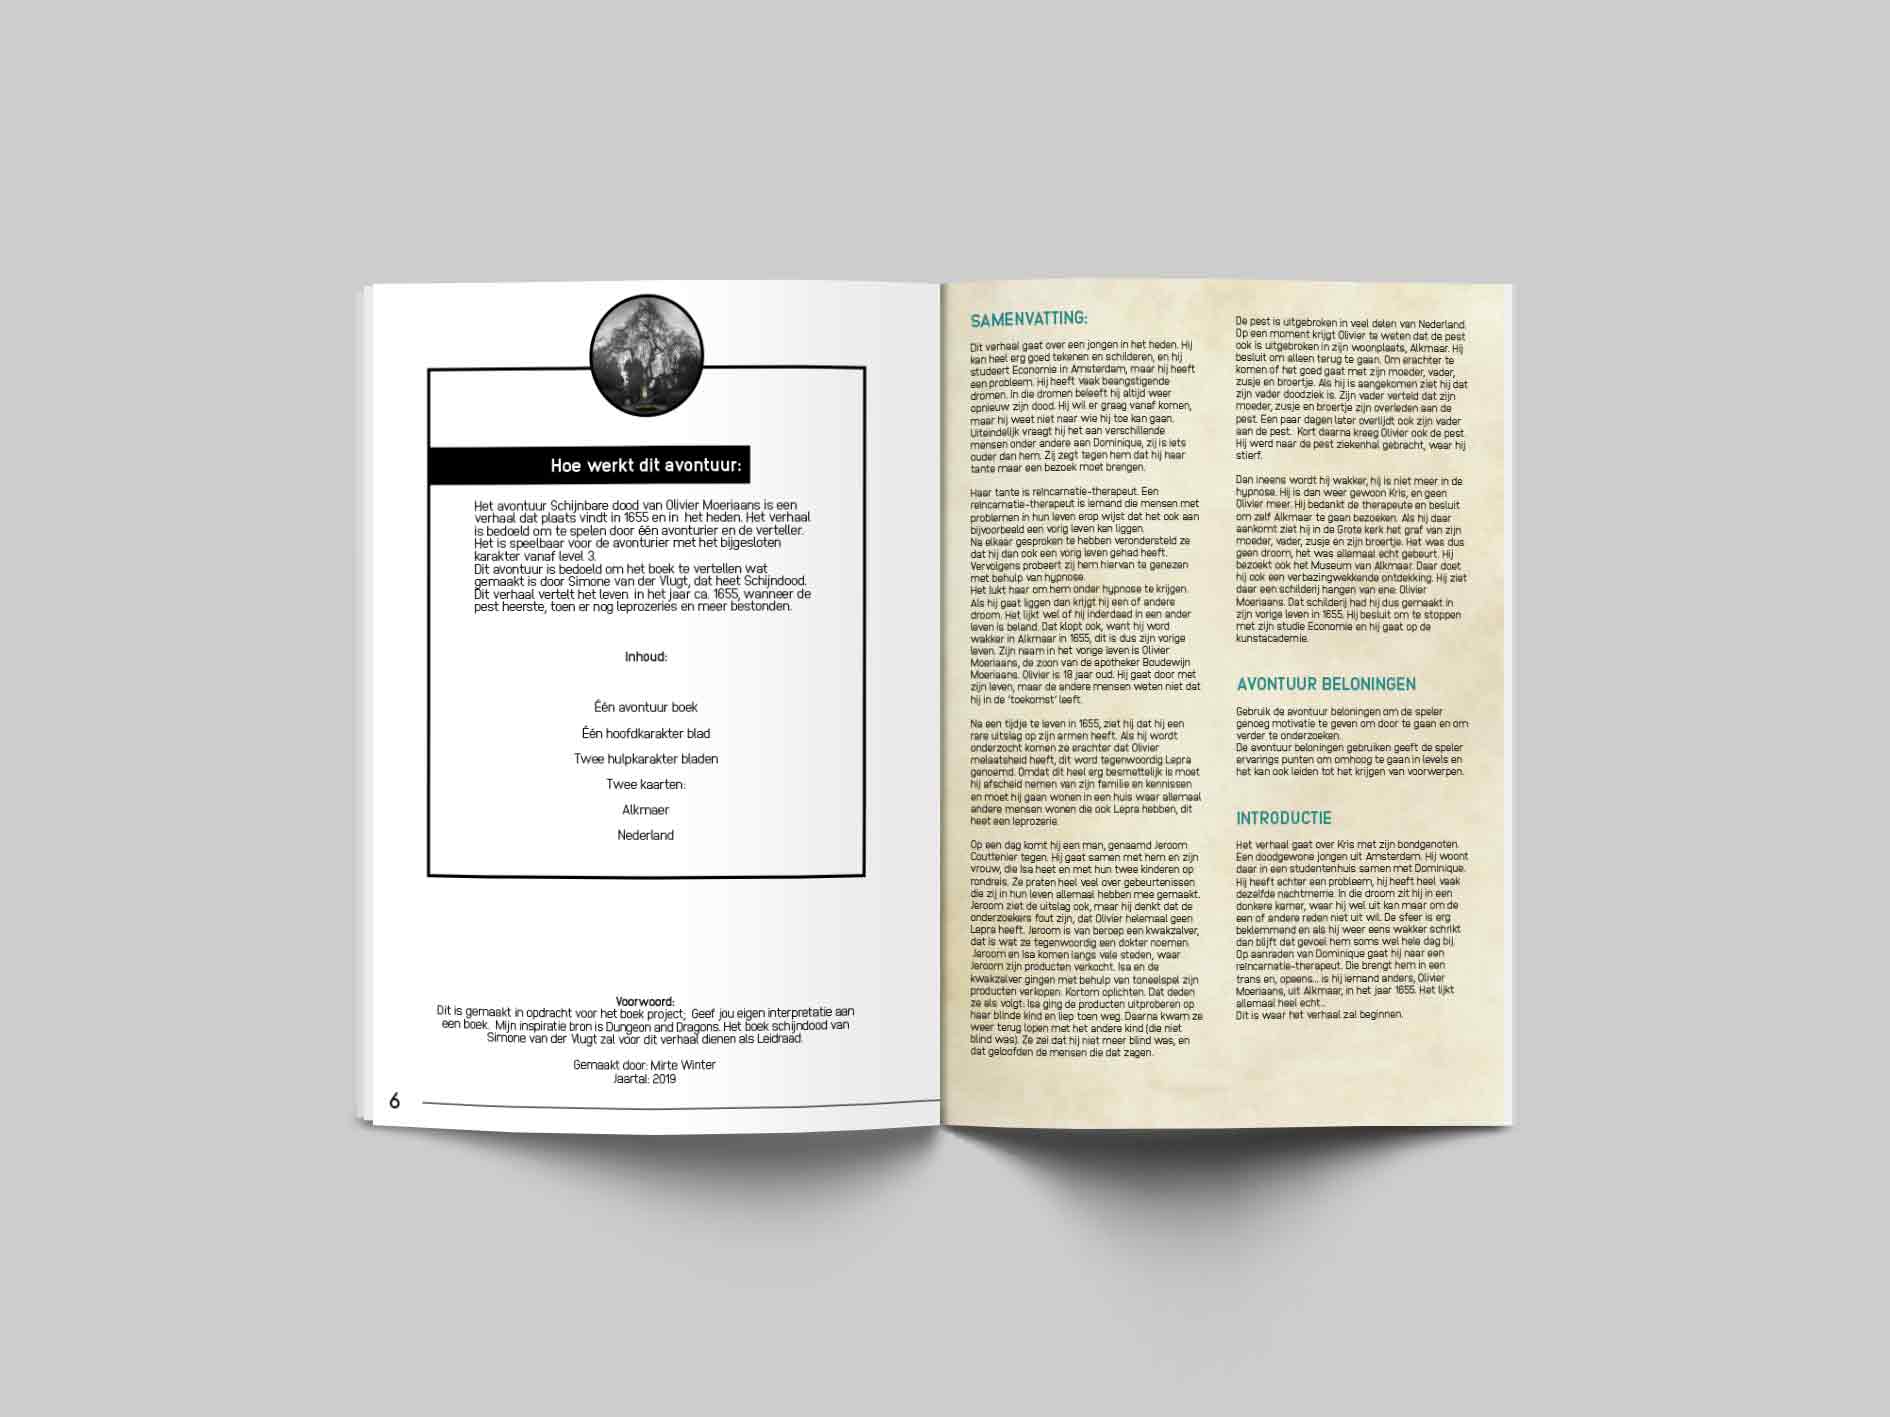 Hoe werkt dit avontuur:
Het avontuur Schijnbare dood van Olivier Moeriaans is een
verhaal dat plaats vindt in 1655 en in het heden. Het verhaal
is bedoeld om te spelen door één avonturier en de verteller.
Het is speelbaar voor de avonturier met het bijgesloten
karakter vanaf level 3.
Dit avontuur is bedoeld om het boek te vertellen wat
gemaakt is door Simone van der Vlugt, dat heet Schijndood.
Dit verhaal vertelt het leven in het jaar ca. 1655, wanneer de
pest heerste, toen er nog leprozeries en meer bestonden.
Inhoud:
Één avontuur boek
Één hoofdkarakter blad
Twee hulpkarakter bladen
Twee kaarten:
Alkmaer
Nederland
Voorwoord:
Dit is gemaakt in opdracht voor het boek project; Geef jou eigen interpretatie aan
een boek. Mijn inspiratie bron is Dungeon and Dragons. Het boek schijndood van
Simone van der Vlugt zal voor dit verhaal dienen als Leidraad.
Gemaakt door: Mirte Winter
Jaartal: 2019
6
SAMENVATTING:
Dit verhaal gaat over een jongen in het heden. Hij
kan heel erg goed tekenen en schilderen, en hij
studeert Economie in Amsterdam, maar hij heeft
een probleem. Hij heeft vaak beangstigende
dromen. In die dromen beleeft hij altijd weer
opnieuw zijn dood. Hij wil er graag vanaf komen,
maar hij weet niet naar wie hij toe kan gaan.
Uiteindelijk vraagt hij het aan verschillende
mensen onder andere aan Dominique, zij is iets
ouder dan hem. Zij zegt tegen hem dat hij haar
tante maar een bezoek moet brengen.
Haar tante is reïncarnatie-therapeut. Een
reïncarnatie-therapeut is iemand die mensen met
problemen in hun leven erop wijst dat het ook aan
bijvoorbeeld een vorig leven kan liggen.
Na elkaar gesproken te hebben verondersteld ze
dat hij dan ook een vorig leven gehad heeft.
Vervolgens probeert zij hem hiervan te genezen
met behulp van hypnose.
Het lukt haar om hem onder hypnose te krijgen.
Als hij gaat liggen dan krijgt hij een of andere
droom. Het lijkt wel of hij inderdaad in een ander
leven is beland. Dat klopt ook, want hij word
wakker in Alkmaar in 1655, dit is dus zijn vorige
leven. Zijn naam in het vorige leven is Olivier
Moeriaans, de zoon van de apotheker Boudewijn
Moeriaans. Olivier is 18 jaar oud. Hij gaat door met
zijn leven, maar de andere mensen weten niet dat
hij in de 'toekomst' leeft.
Na een tijdje te leven in 1655, ziet hij dat hij een
rare uitslag op zijn armen heeft. Als hij wordt
onderzocht komen ze erachter dat Olivier
melaatsheid heeft, dit word tegenwoordig Lepra
genoemd. Omdat dit heel erg besmettelijk is moet
hij afscheid nemen van zijn familie en kennissen
en moet hij gaan wonen in een huis waar allemaal
andere mensen wonen die ook Lepra hebben, dit
heet een leprozerie.
Op een dag komt hij een man, genaamd Jeroom
Couttenier tegen. Hij gaat samen met hem en zijn
vrouw, die Isa heet en met hun twee kinderen op
rondreis. Ze praten heel veel over gebeurtenissen
die zij in hun leven allemaal hebben mee gemaakt.
Jeroom ziet de uitslag ook, maar hij denkt dat de
onderzoekers fout zijn, dat Olivier helemaal geen
Lepra heeft. Jeroom is van beroep een kwakzalver,
dat is wat ze tegenwoordig een dokter noemen.
Jeroom en Isa komen langs vele steden, waar
Jeroom zijn producten verkocht. Isa en de
kwakzalver gingen met behulp van toneelspel zijn
producten verkopen. Kortom oplichten. Dat deden
ze als volgt: Isa ging de producten uitproberen op
haar blinde kind en liep toen weg. Daarna kwam ze
weer terug lopen met het andere kind (die niet
blind was). Ze zei dat hij niet meer blind was, en
dat geloofden de mensen die dat zagen.
De pest is uitgebroken in veel delen van Nederland.
Op een moment krijgt Olivier te weten dat de pest
ook is uitgebroken in zijn woonplaats, Alkmaar. Hij
besluit om alleen terug te gaan. Om erachter te
komen of het goed gaat met zijn moeder, vader,
zusje en broertje. Als hij is aangekomen ziet hij dat
zijn vader doodziek is. Zijn vader verteld dat zijn
moeder, zusje en broertje zijn overleden aan de
pest. Een paar dagen later overlijdt ook zijn vader
aan de pest. Kort daarna kreeg Olivier ook de pest.
Hij werd naar de pest ziekenhal gebracht, waar hij
stierf.
Dan ineens wordt hij wakker, hij is niet meer in de
hypnose. Hij is dan weer gewoon Kris, en geen
Olivier meer. Hij bedankt de therapeute en besluit
om zelf Alkmaar te gaan bezoeken. Als hij daar
aankomt ziet hij in de Grote kerk het graf van zijn
moeder, vader, zusje en zijn broertje. Het was dus
geen droom, het was allemaal echt gebeurt. Hij
bezoekt ook het Museum van Alkmaar. Daar doet
hij ook een verbazingwekkende ontdekking. Hij ziet
daar een schilderij hangen van ene: Olivier
Moeriaans. Dat schilderij had hij dus gemaakt in
zijn vorige leven in 1655. Hij besluit om te stoppen
met zijn studie Economie en hij gaat op de
kunstacademie.
AVONTUUR BELONINGEN
Gebruik de avontuur beloningen om de speler
genoeg motivatie te geven om door te gaan en om
verder te onderzoeken.
De avontuur beloningen gebruiken geeft de speler
ervarings punten om omhoog te gaan in levels en
het kan ook leiden tot het krijgen van voorwerpen.
INTRODUCTIE
Het verhaal gaat over Kris met zijn bondgenoten.
Een doodgewone jongen uit Amsterdam. Hij woont
daar in een studentenhuis samen met Dominique.
Hij heeft echter een probleem, hij heeft heel vaak
dezelfde nachtmerrie. In die droom zit hij in een
donkere kamer, waar hij wel uit kan maar om de
een of andere reden niet uit wil. De sfeer is erg
beklemmend en als hij weer eens wakker schrikt
dan blijft dat gevoel hem soms wel hele dag bij.
Op aanraden van Dominique gaat hij naar een
reïncarnatie-therapeut. Die brengt hem in een
trans en, opeens... is hij iemand anders, Olivier
Moeriaans, uit Alkmaar, in het jaar 1655. Het lijkt
allemaal heel echt...
Dit is waar het verhaal zal beginnen.